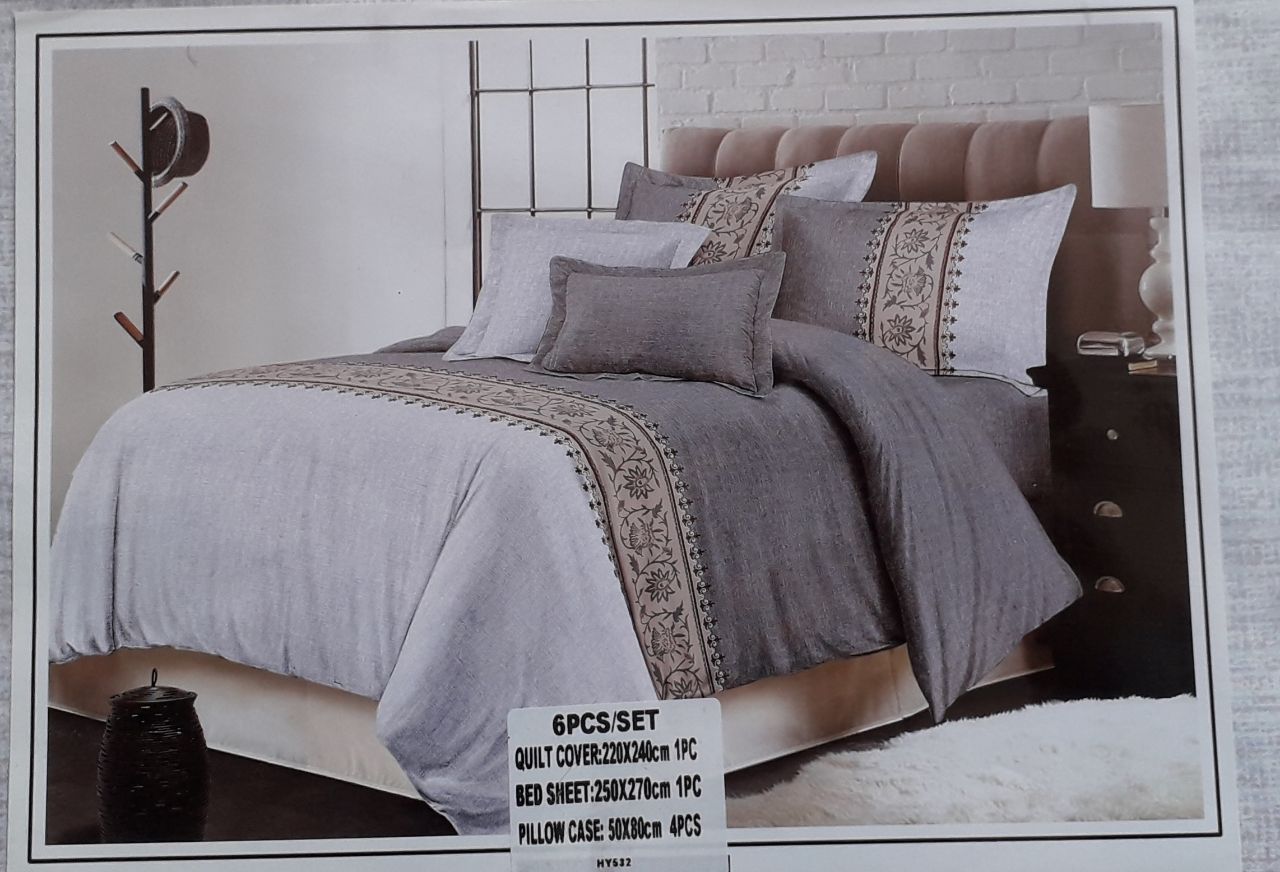 6PCS/SET
QUILT COVER:220X240cm 1PC
BED SHEET:250X270cm 1PC
PILLOW CASE: 50X80cm 4PCS
HY532